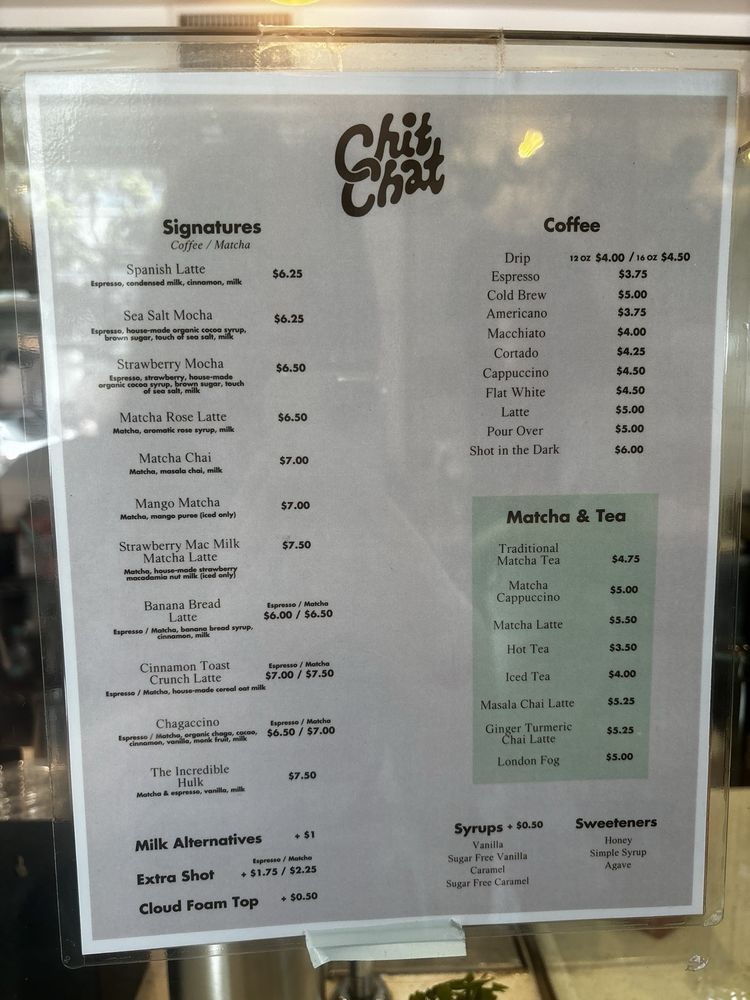 Chit
Chat
Signatures
Coffee / Matcha
Spanish Latte $6.25
Espresso, condensed milk, cinnamon, milk
Sea Salt Mocha $6.25
Espresso, house-made organic cocoa syrup,
brown sugar, touch of sea salt, milk
Strawberry Mocha $6.50
Espresso, strawberry, house-made
organic cocoa syrup, brown sugar, touch
of sea salt, milk
Matcha Rose Latte $6.50
Matcha, aromatic rose syrup, milk
Matcha Chai $7.00
Matcha, masala chai, milk
Mango Matcha $7.00
Matcha, mango puree (iced only)
Strawberry Mac Milk $7.50
Matcha Latte
Matcha, house-made strawberry
macadamia nut milk (iced only)
Banana Bread Espresso / Matcha
Latte $6.00 / $6.50
Espresso / Matcha, banana bread syrup,
cinnamon, milk
Cinnamon Toast Espresso / Matcha
Crunch Latte $7.00 / $7.50
Espresso / Matcha, house-made cereal oat milk
Chagaccino Espresso / Matcha
$6.50 / $7.00
Espresso / Matcha, organic chaga, cacao,
cinnamon, vanilla, monk fruit, milk
The Incredible $7.50
Hulk
Matcha & espresso, vanilla, milk
Milk Alternatives + $1
Espresso / Matcha
Extra Shot + $1.75 / $2.25
Cloud Foam Top + $0.50
Coffee
Drip 12 OZ $4.00 / 16 OZ $4.50
Espresso $3.75
Cold Brew $5.00
Americano $3.75
Macchiato $4.00
Cortado $4.25
Cappuccino $4.50
Flat White $4.50
Latte $5.00
Pour Over $5.00
Shot in the Dark $6.00
Matcha & Tea
Traditional
Matcha Tea $4.75
Matcha
Cappuccino $5.00
Matcha Latte $5.50
Hot Tea $3.50
Iced Tea $4.00
Masala Chai Latte $5.25
Ginger Turmeric
Chai Latte $5.25
London Fog $5.00
Syrups + $0.50
Vanilla
Sugar Free Vanilla
Caramel
Sugar Free Caramel
Sweeteners
Honey
Simple Syrup
Agave